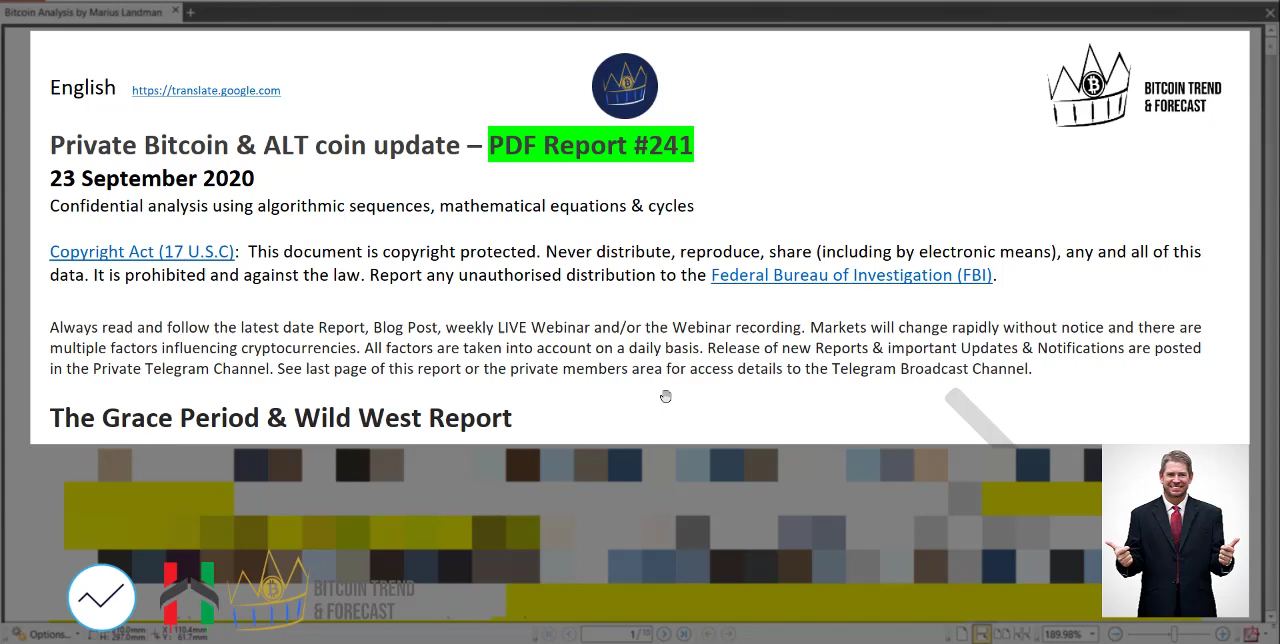 Bitcoin Analysis by Marius Landman
English https://translate.google.com
BITCOIN TREND
& FORECAST
Private Bitcoin & ALT coin update – PDF Report #241
23 September 2020
Confidential analysis using algorithmic sequences, mathematical equations & cycles
Copyright Act (17 U.S.C): This document is copyright protected. Never distribute, reproduce, share (including by electronic means), any and all of this
data. It is prohibited and against the law. Report any unauthorised distribution to the Federal Bureau of Investigation (FBI).
Always read and follow the latest date Report, Blog Post, weekly LIVE Webinar and/or the Webinar recording. Markets will change rapidly without notice and there are
multiple factors influencing cryptocurrencies. All factors are taken into account on a daily basis. Release of new Reports & important Updates & Notifications are posted
in the Private Telegram Channel. See last page of this report or the private members area for access details to the Telegram Broadcast Channel.
The Grace Period & Wild West Report
BITCOIN TREND
& FORECAST
Options...
H: 297.0mm
X: 110.4mm
Y: 61.7mm
189.98%